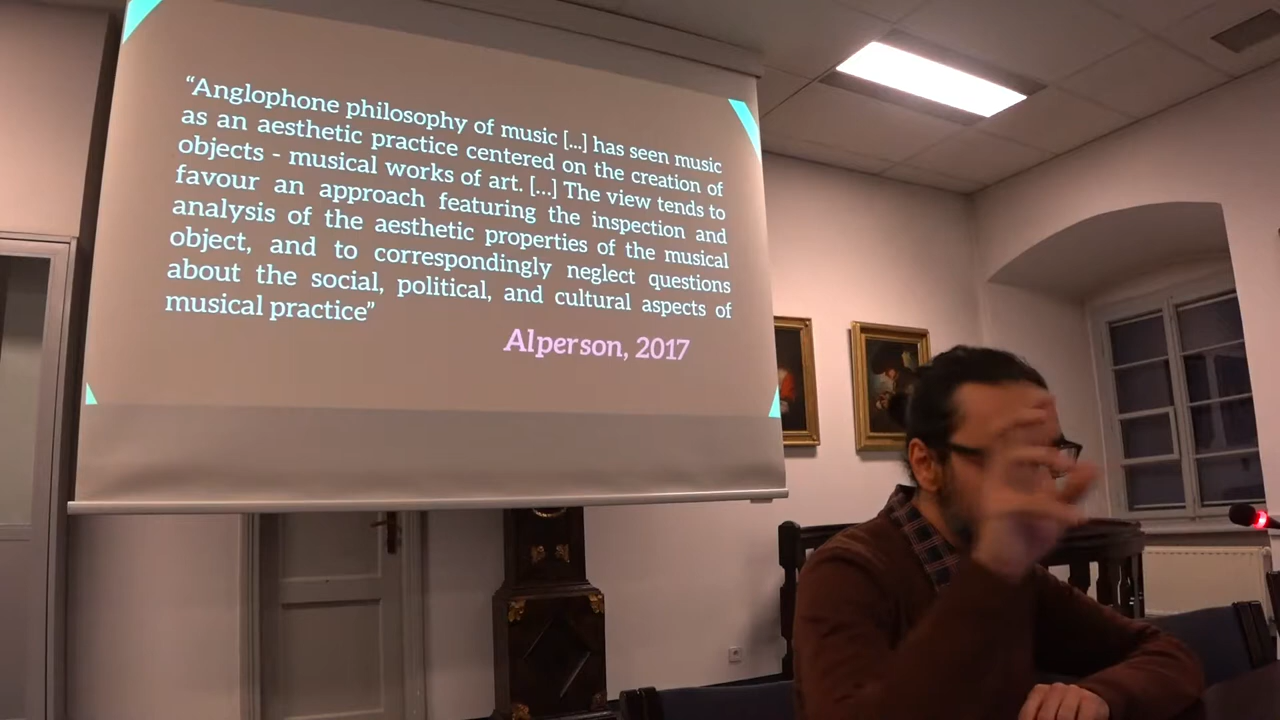 “Anglophone philosophy of music [...] has seen music
as an aesthetic practice centered on the creation of
objects - musical works of art. [...] The view tends to
favour an approach featuring the inspection and
analysis of the aesthetic properties of the musical
object, and to correspondingly neglect questions
about the social, political, and cultural aspects of
musical practice”
Alperson, 2017